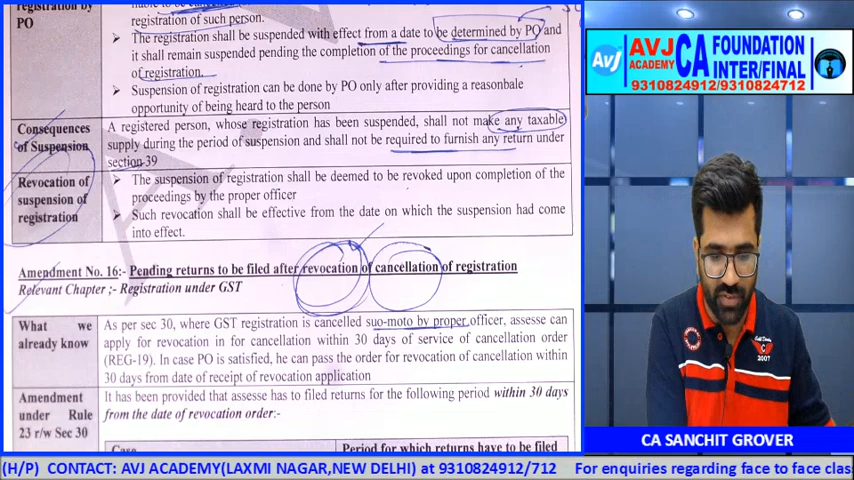 registration by
PO
liable to be
registration of such person.
➤ The registration shall be suspended with effect from a date to be determined by PO and
it shall remain suspended pending the completion of the proceedings for cancellation
of registration.
➤ Suspension of registration can be done by PO only after providing a reasonbale
opportunity of being heard to the person
Consequences
of Suspension
A registered person, whose registration has been suspended, shall not make any taxable
supply during the period of suspension and shall not be required to furnish any return under
section-39
Revocation of
suspension of
registration
➤ The suspension of registration shall be deemed to be revoked upon completion of the
proceedings by the proper officer
➤ Such revocation shall be effective from the date on which the suspension had come
into effect.
Amendment No. 16:- Pending returns to be filed after revocation of cancellation of registration
Relevant Chapter ;- Registration under GST
What we
already know
As per sec 30, where GST registration is cancelled suo-moto by proper officer, assesse can
apply for revocation in for cancellation within 30 days of service of cancellation order
(REG-19). In case PO is satisfied, he can pass the order for revocation of cancellation within
30 days from date of receipt of revocation application
Amendment
under Rule
23 r/w Sec 30
It has been provided that assesse has to filed returns for the following period within 30 days
from the date of revocation order:-
Case
Period for which returns have to be filed
AVJ
AVJ
ACADEMY
CA
FOUNDATION
INTER/FINAL
9310824912/9310824712
2007
CA SANCHIT GROVER
(H/P) CONTACT: AVJ ACADEMY(LAXMI NAGAR,NEW DELHI) at 9310824912/712 For enquiries regarding face to face clas